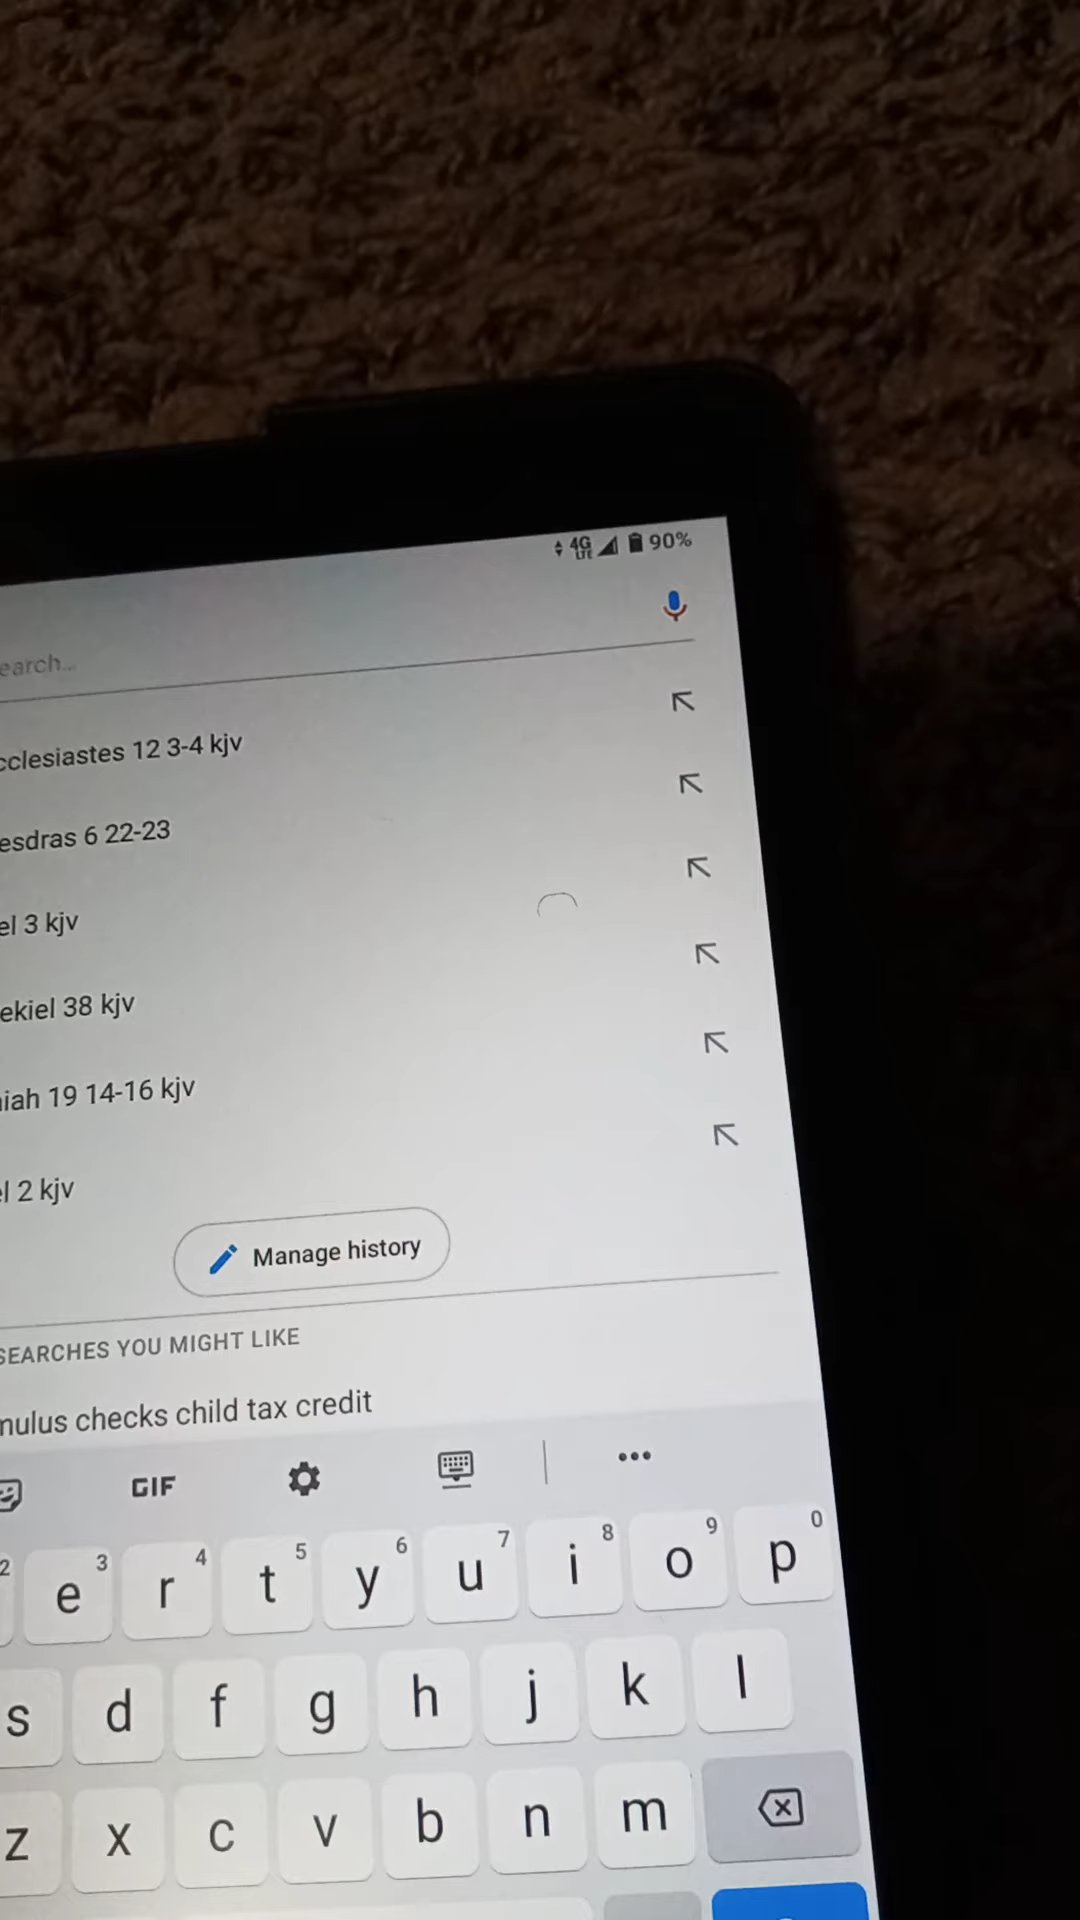 4G LTE 90%
earch...
cclesiastes 12 3-4 kjv
esdras 6 22-23
el 3 kjv
ekiel 38 kjv
iah 19 14-16 kjv
el 2 kjv
Manage history
SEARCHES YOU MIGHT LIKE
mulus checks child tax credit
GIF
2 3 4 5 6 7 8 9 0
e r t y u i o p
s d f g h j k l
z x c v b n m